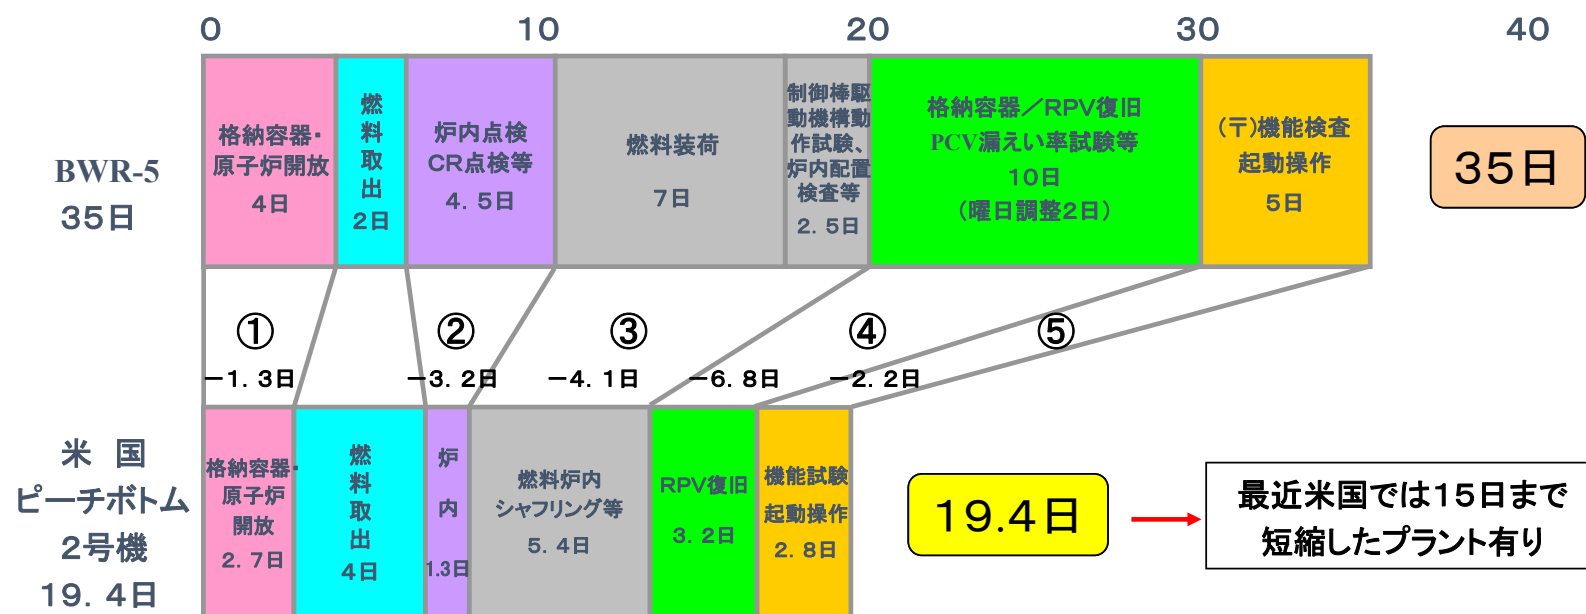 0 10 20 30 40
BWR-5
35日
格納容器・
原子炉開放
4日
燃
料
取
出
2日
炉内点検
CR点検等
4．5日
燃料装荷
7日
制御棒駆
動機構動
作試験、
炉内配置
検査等
2．5日
格納容器／RPV復旧
PCV漏えい率試験等
10日
（曜日調整2日）
（〒）機能検査
起動操作
5日
35日
① ② ③ ④ ⑤
－1．3日 －3．2日 －4．1日 －6．8日 －2．2日
米 国
ピーチボトム
2号機
19．4日
格納容器・
原子炉
開放
2．7日
燃
料
取
出
4日
炉
内
1.3日
燃料炉内
シャフリング等
5．4日
RPV復旧
3．2日
機能試験
起動操作
2．8日
19.4日
最近米国では15日まで
短縮したプラント有り